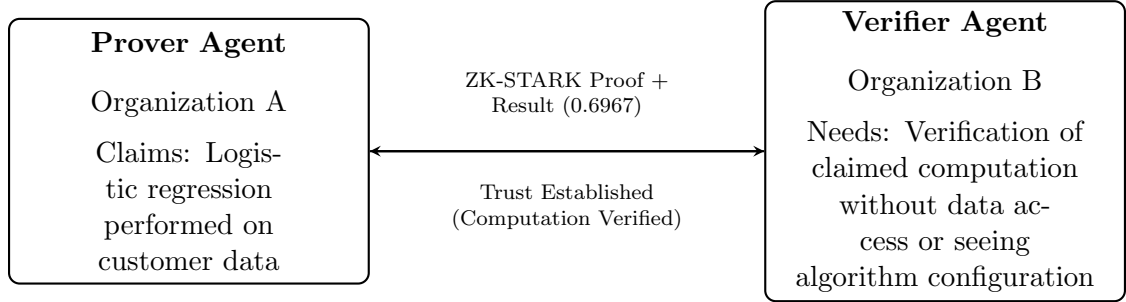 Prover Agent
Organization A
Claims: Logis-
tic regression
performed on
customer data
ZK-STARK Proof +
Result (0.6967)
Trust Established
(Computation Verified)
Verifier Agent
Organization B
Needs: Verification of
claimed computation
without data ac-
cess or seeing
algorithm configuration